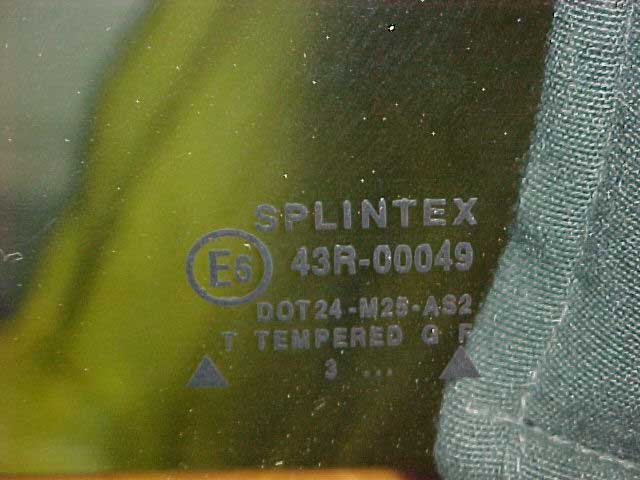 SPLINTEX
E6 43R-00049
DOT24-M25-AS2
T TEMPERED G F
3 ...